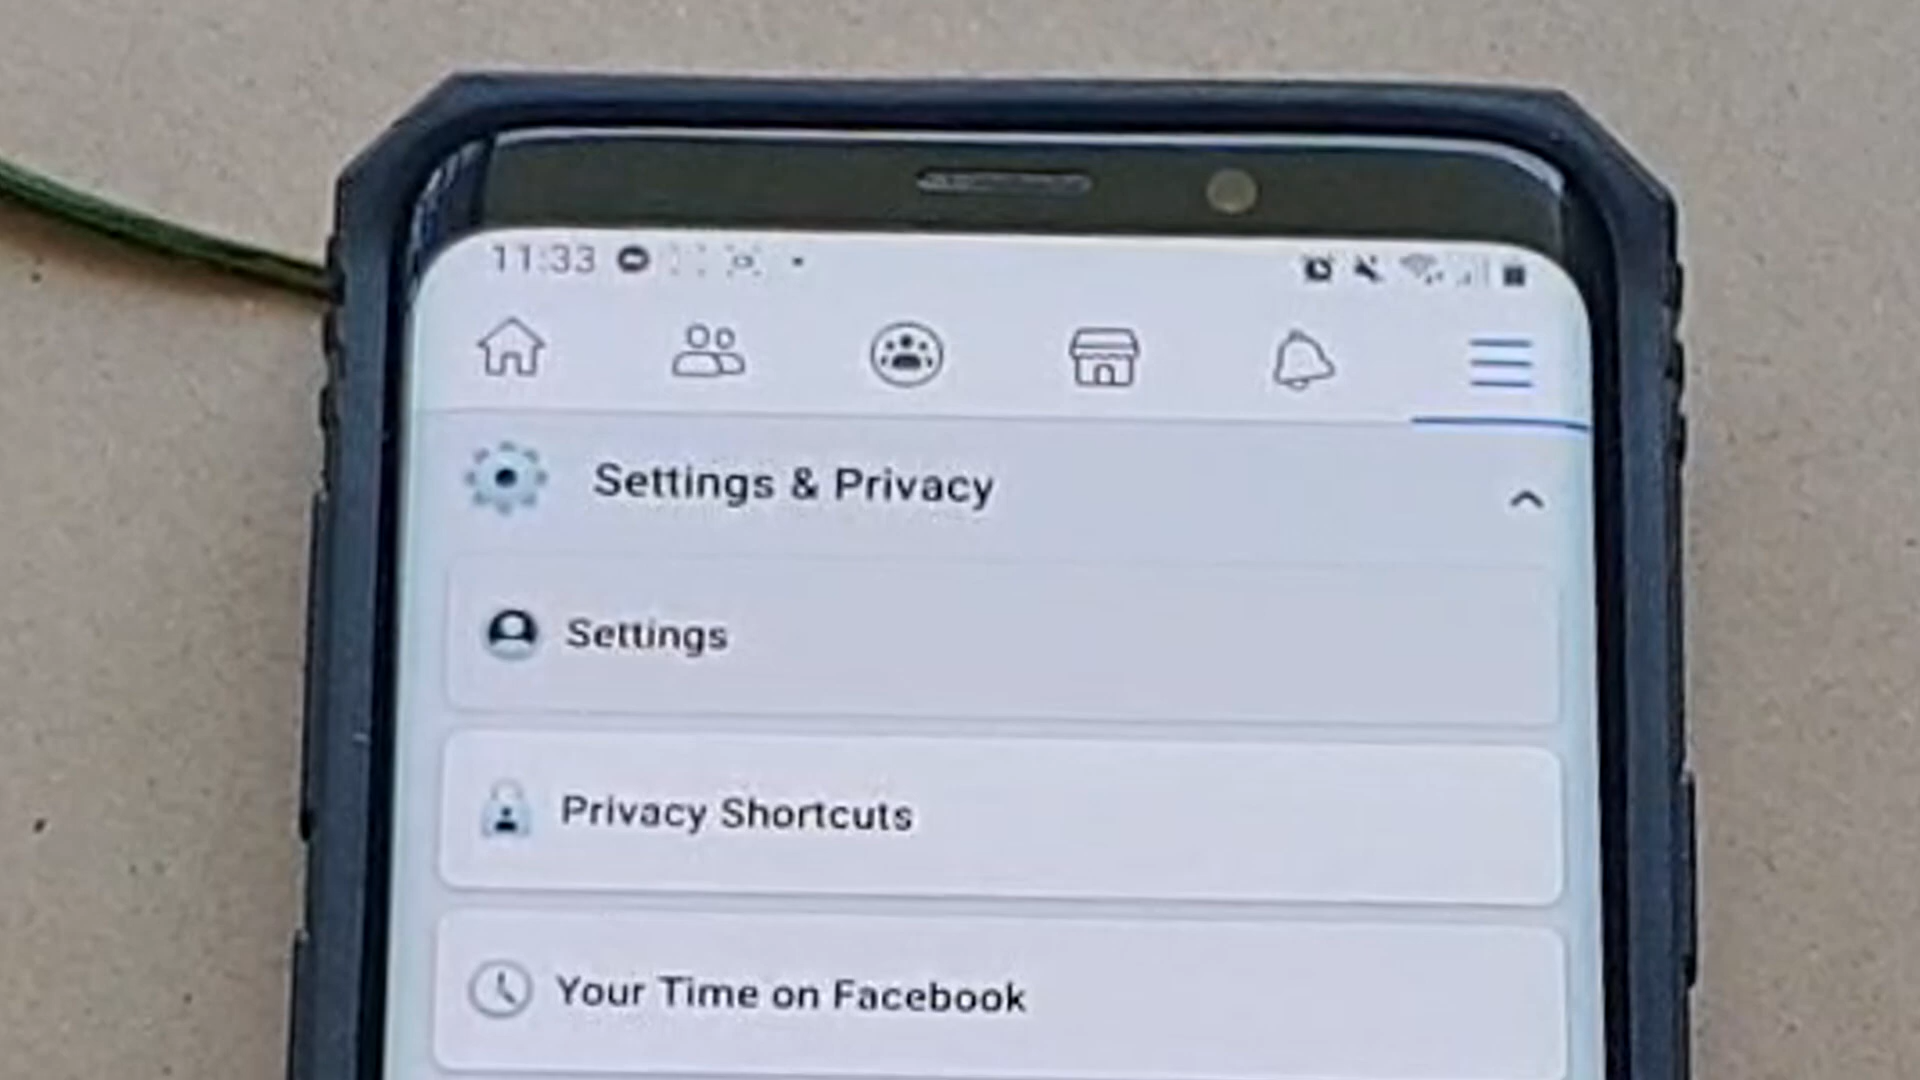 11:33
Settings & Privacy
Settings
Privacy Shortcuts
Your Time on Facebook